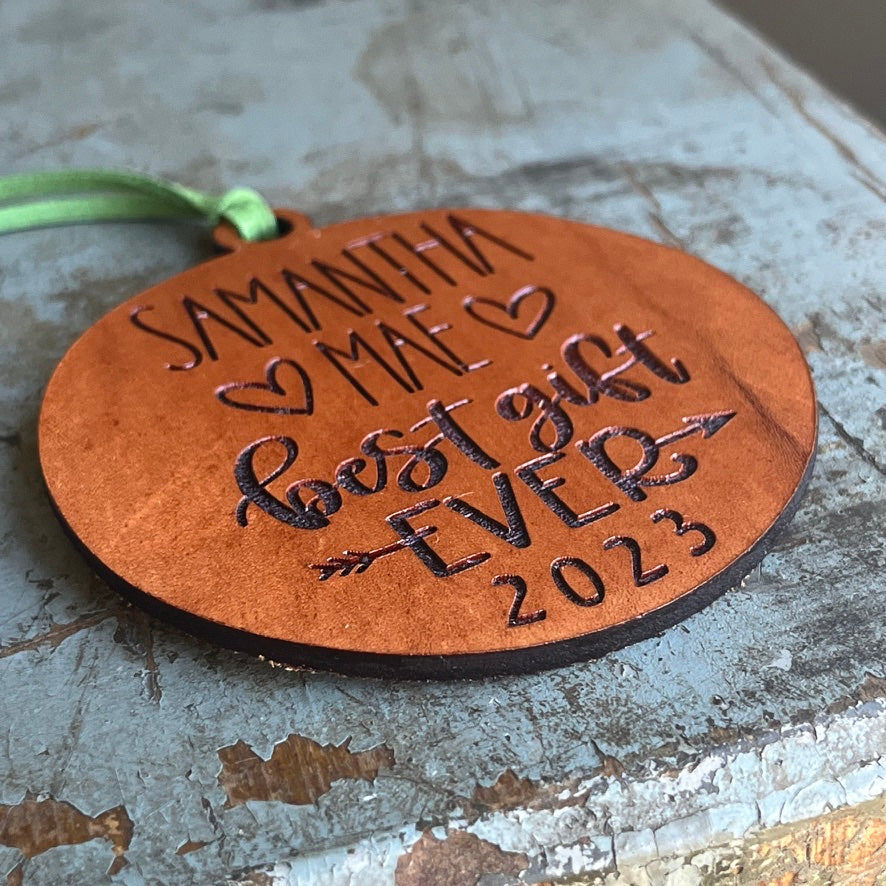 SAMANTHA
MAE
best gift
EVER
2023